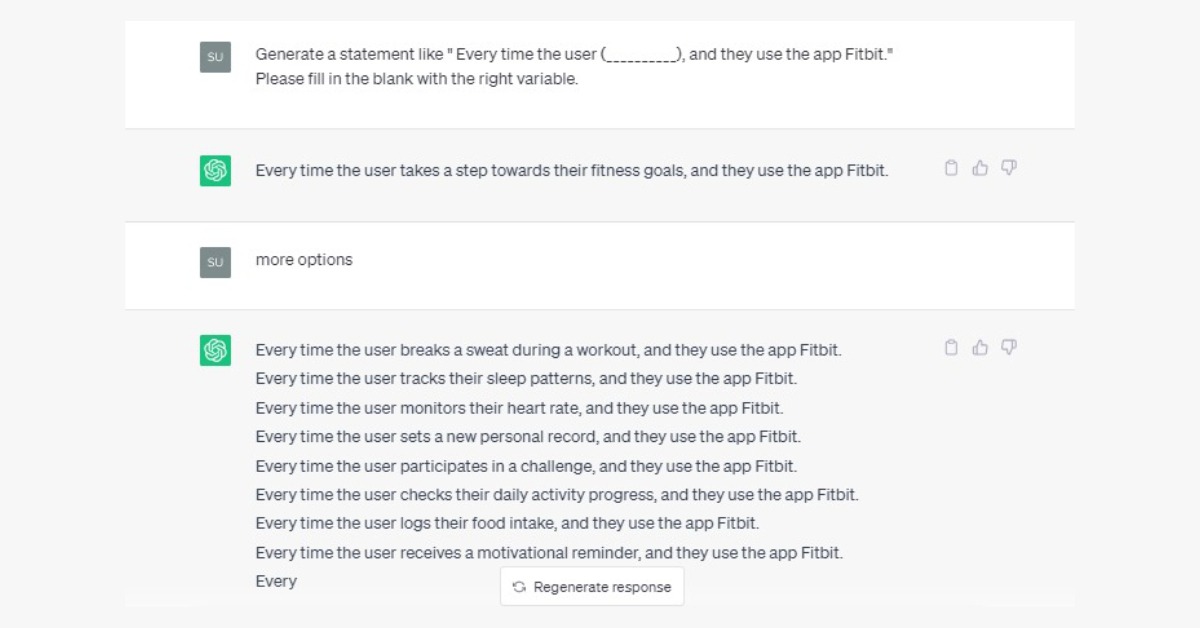 SU
Generate a statement like " Every time the user (__________), and they use the app Fitbit."
Please fill in the blank with the right variable.
Every time the user takes a step towards their fitness goals, and they use the app Fitbit.
SU
more options
Every time the user breaks a sweat during a workout, and they use the app Fitbit.
Every time the user tracks their sleep patterns, and they use the app Fitbit.
Every time the user monitors their heart rate, and they use the app Fitbit.
Every time the user sets a new personal record, and they use the app Fitbit.
Every time the user participates in a challenge, and they use the app Fitbit.
Every time the user checks their daily activity progress, and they use the app Fitbit.
Every time the user logs their food intake, and they use the app Fitbit.
Every time the user receives a motivational reminder, and they use the app Fitbit.
Every
Regenerate response